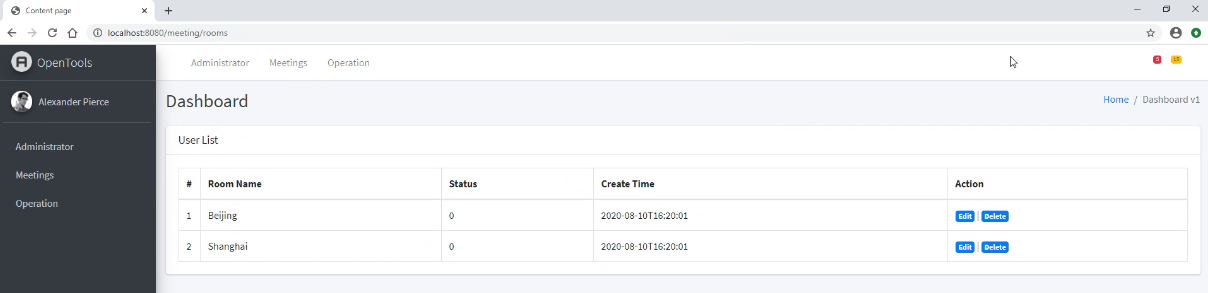 Content page
localhost:8080/meeting/rooms
OpenTools
Administrator Meetings Operation
Alexander Pierce
Administrator
Meetings
Operation
Dashboard
Home / Dashboard v1
User List
# Room Name Status Create Time Action
1 Beijing 0 2020-08-10T16:20:01 Edit | Delete
2 Shanghai 0 2020-08-10T16:20:01 Edit | Delete